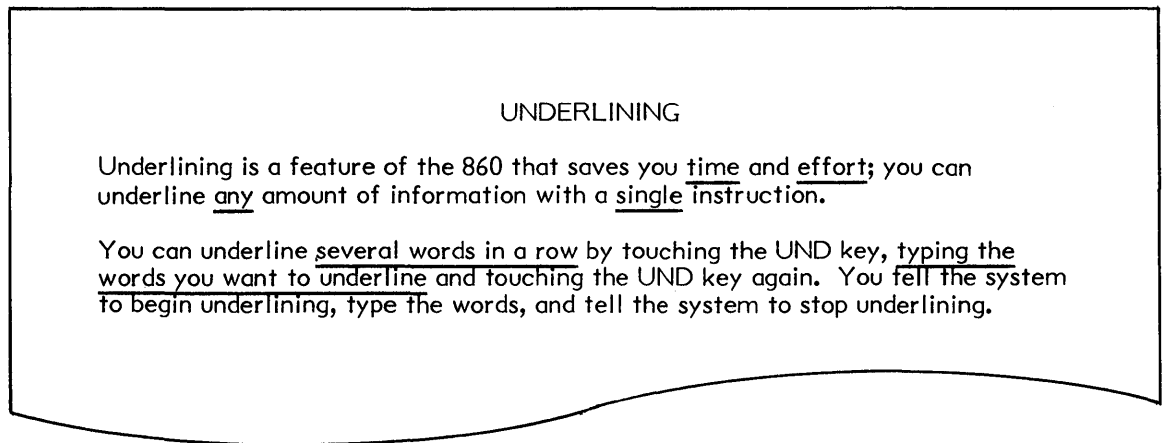 UNDERLINING
Underlining is a feature of the 860 that saves you time and effort; you can
underline any amount of information with a single instruction.
You can underline several words in a row by touching the UND key, typing the
words you want to underline and touching the UND key again. You tell the system
to begin underlining, type the words, and tell the system to stop underlining.